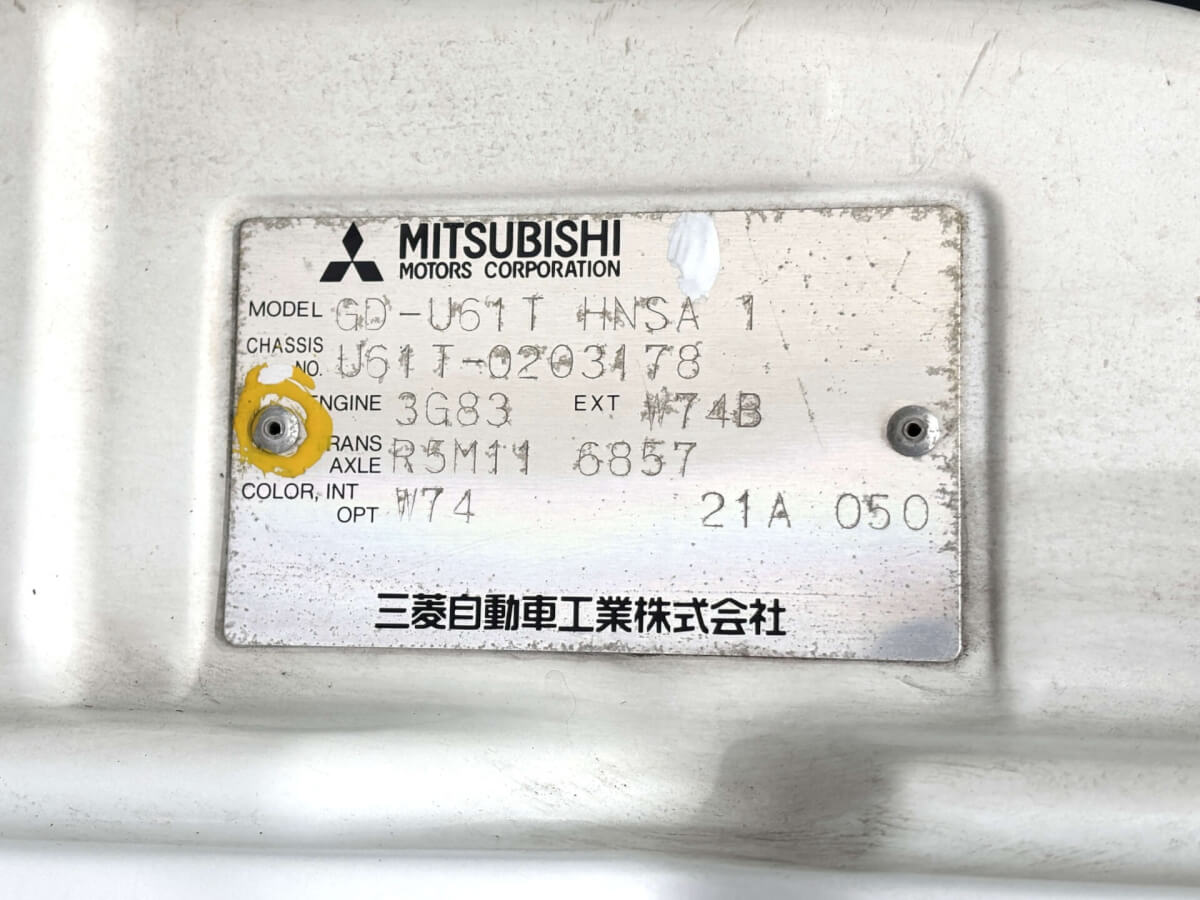 MITSUBISHI
MOTORS CORPORATION
MODEL GD-U61T HNSA 1
CHASSIS NO. U61T-0203178
ENGINE 3G83 EXT W74B
TRANS AXLE R5M11 6857
COLOR, INT OPT W74 21A 050
三菱自動車工業株式会社